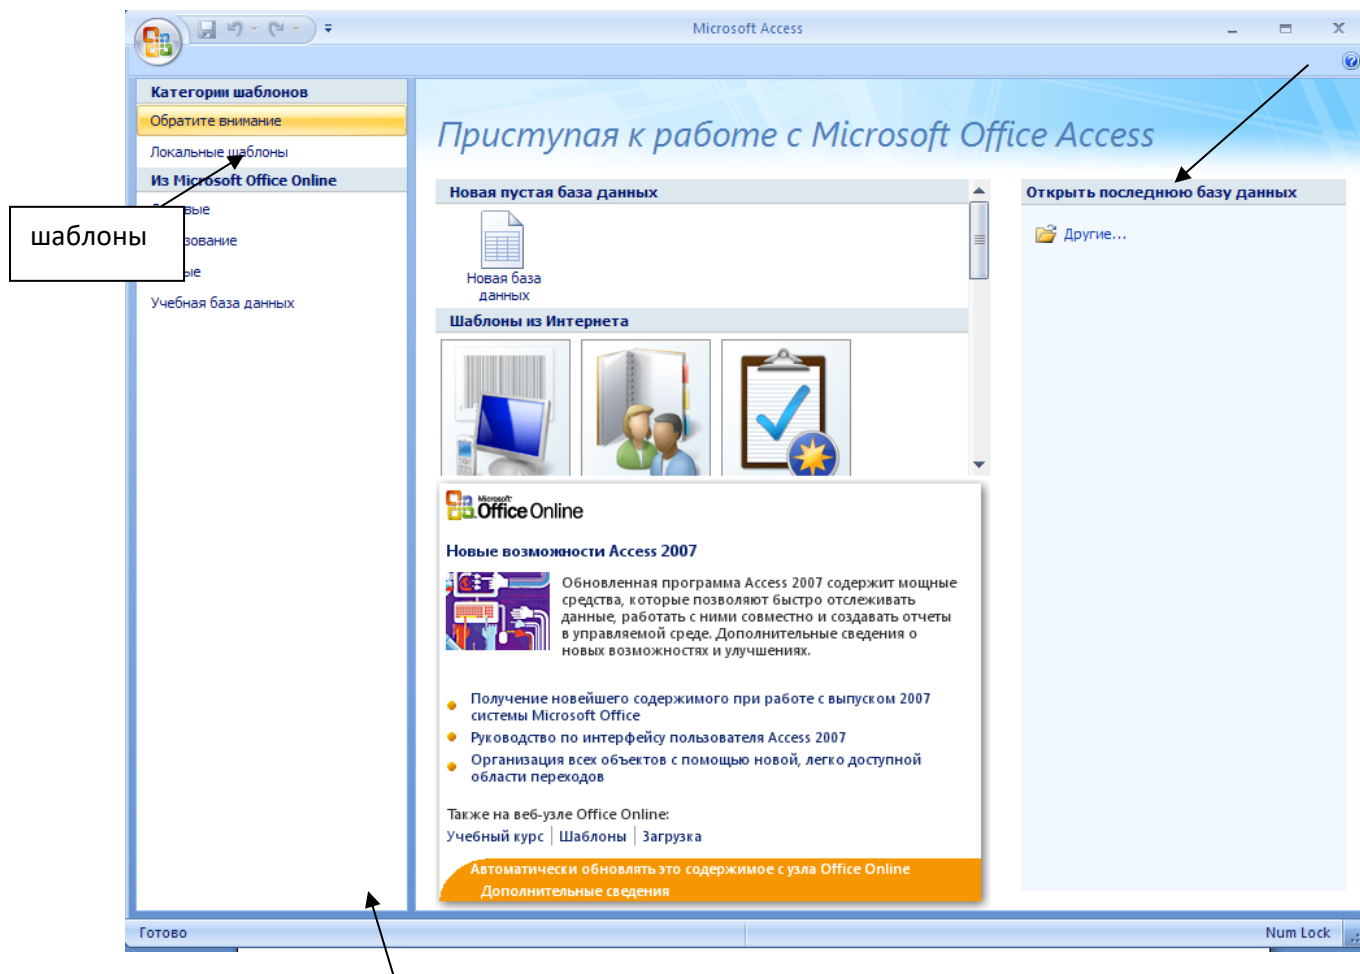 Microsoft Access
Категории шаблонов
Обратите внимание
Локальные шаблоны
Из Microsoft Office Online
шаблоны
Учебная база данных
Приступая к работе с Microsoft Office Access
Новая пустая база данных
Новая база
данных
Шаблоны из Интернета
Microsoft
Office Online
Новые возможности Access 2007
Обновленная программа Access 2007 содержит мощные
средства, которые позволяют быстро отслеживать
данные, работать с ними совместно и создавать отчеты
в управляемой среде. Дополнительные сведения о
новых возможностях и улучшениях.
Получение новейшего содержимого при работе с выпуском 2007
системы Microsoft Office
Руководство по интерфейсу пользователя Access 2007
Организация всех объектов с помощью новой, легко доступной
области переходов
Также на веб-узле Office Online:
Учебный курс | Шаблоны | Загрузка
Автоматически обновлять это содержимое с узла Office Online
Дополнительные сведения
Открыть последнюю базу данных
Другие...
Готово
Num Lock